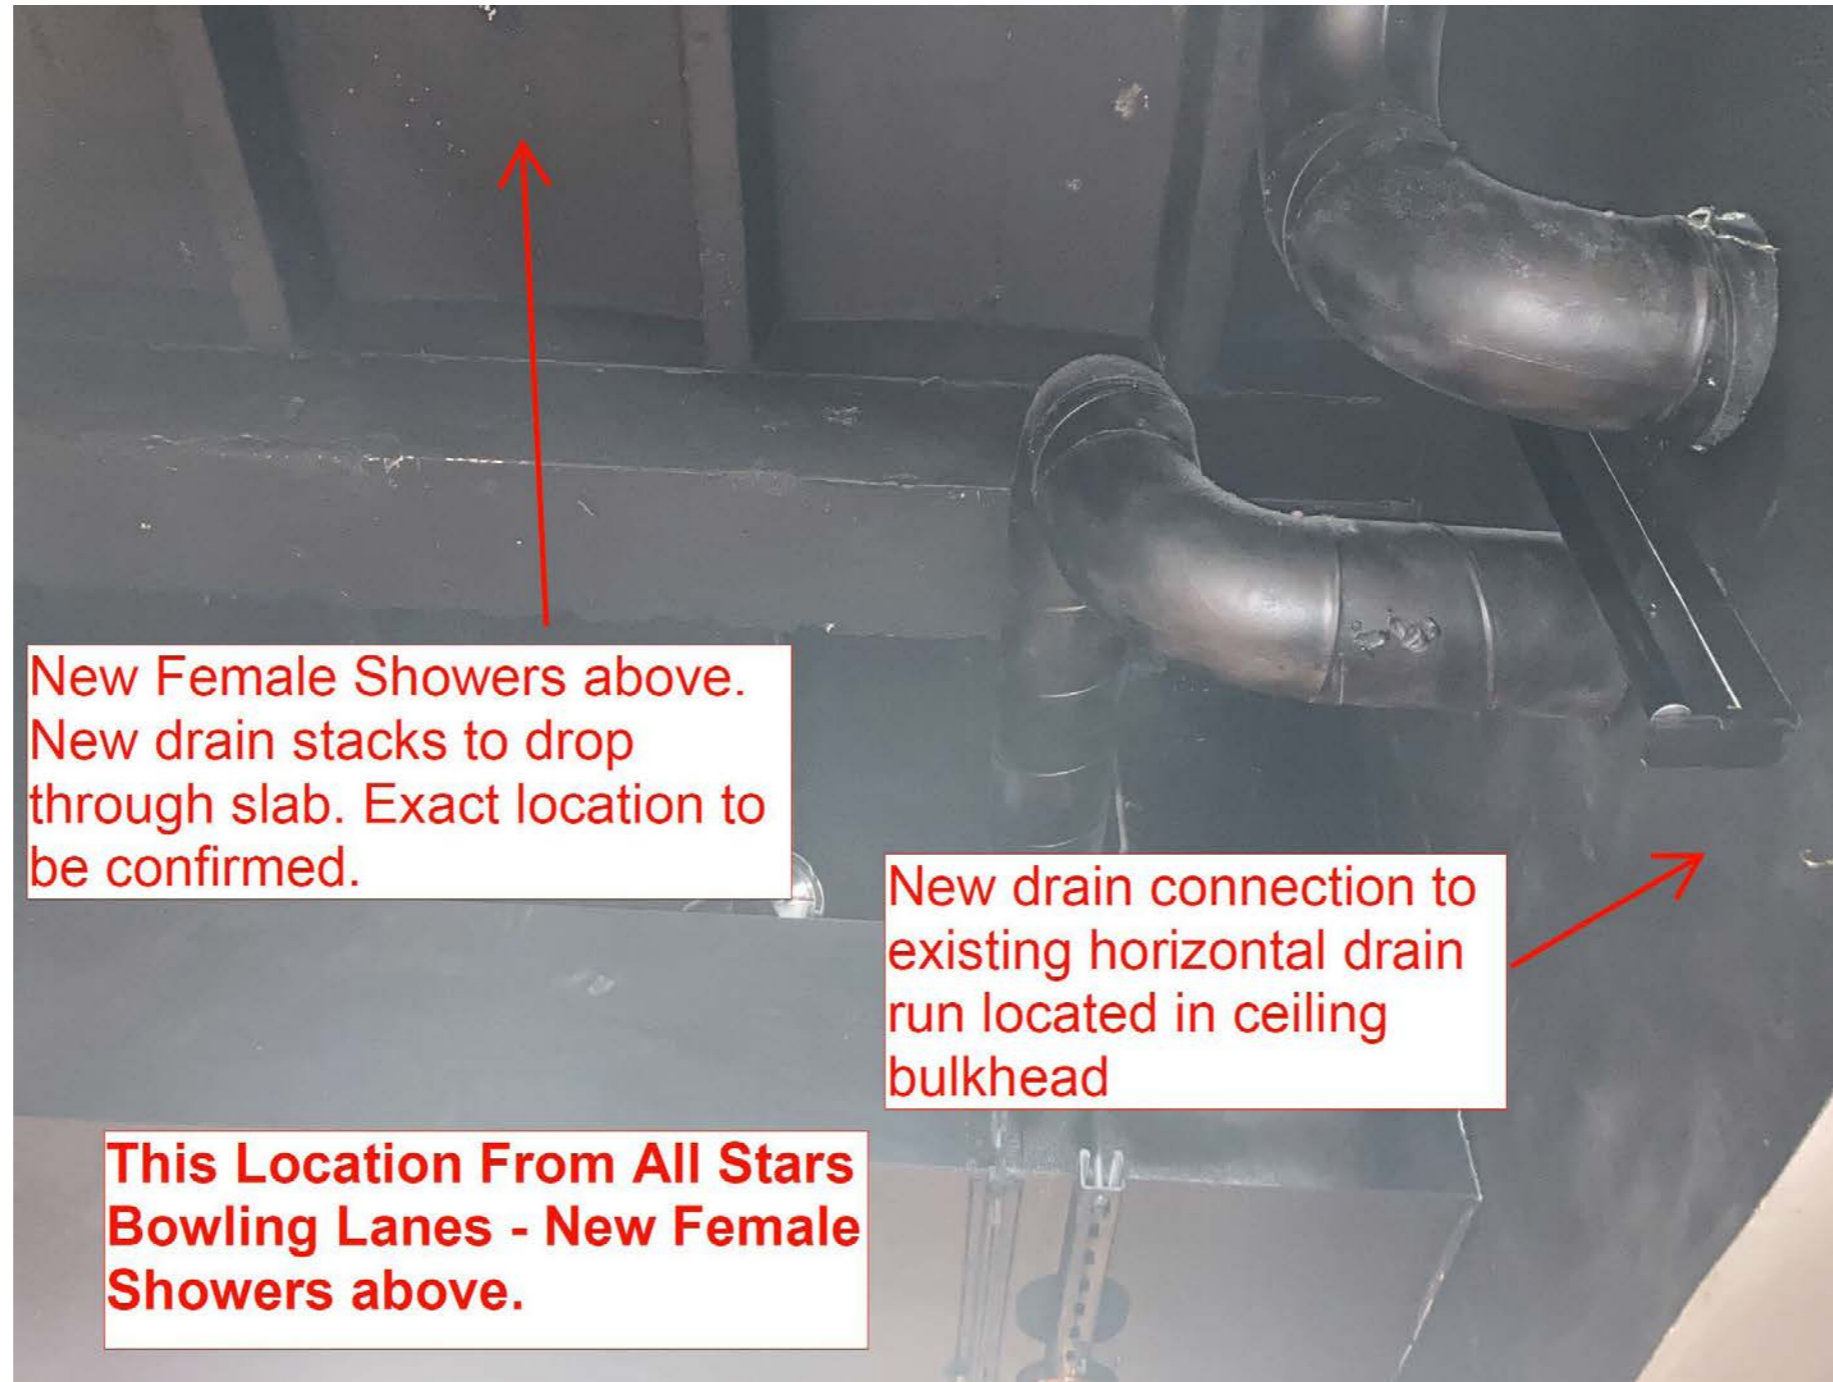 New Female Showers above.
New drain stacks to drop
through slab. Exact location to
be confirmed.
New drain connection to
existing horizontal drain
run located in ceiling
bulkhead
This Location From All Stars
Bowling Lanes - New Female
Showers above.